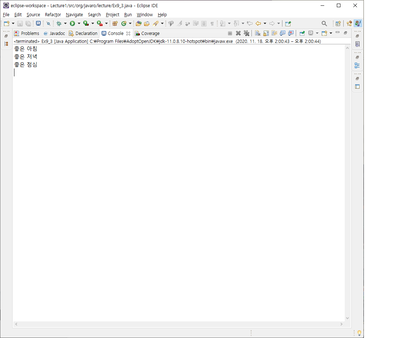 eclipse-workspace - Lecture1/src/org/javaro/lecture/Ex9_3.java - Eclipse IDE
File Edit Source Refactor Navigate Search Project Run Window Help
Problems Javadoc Declaration Console Coverage
<terminated> Ex9_3 [Java Application] C:₩Program Files₩AdoptOpenJDK₩jdk-11.0.8.10-hotspot₩bin₩javaw.exe (2020. 11. 19. 오후 2:00:43 – 오후 2:00:44)
좋은 아침
좋은 저녁
좋은 점심